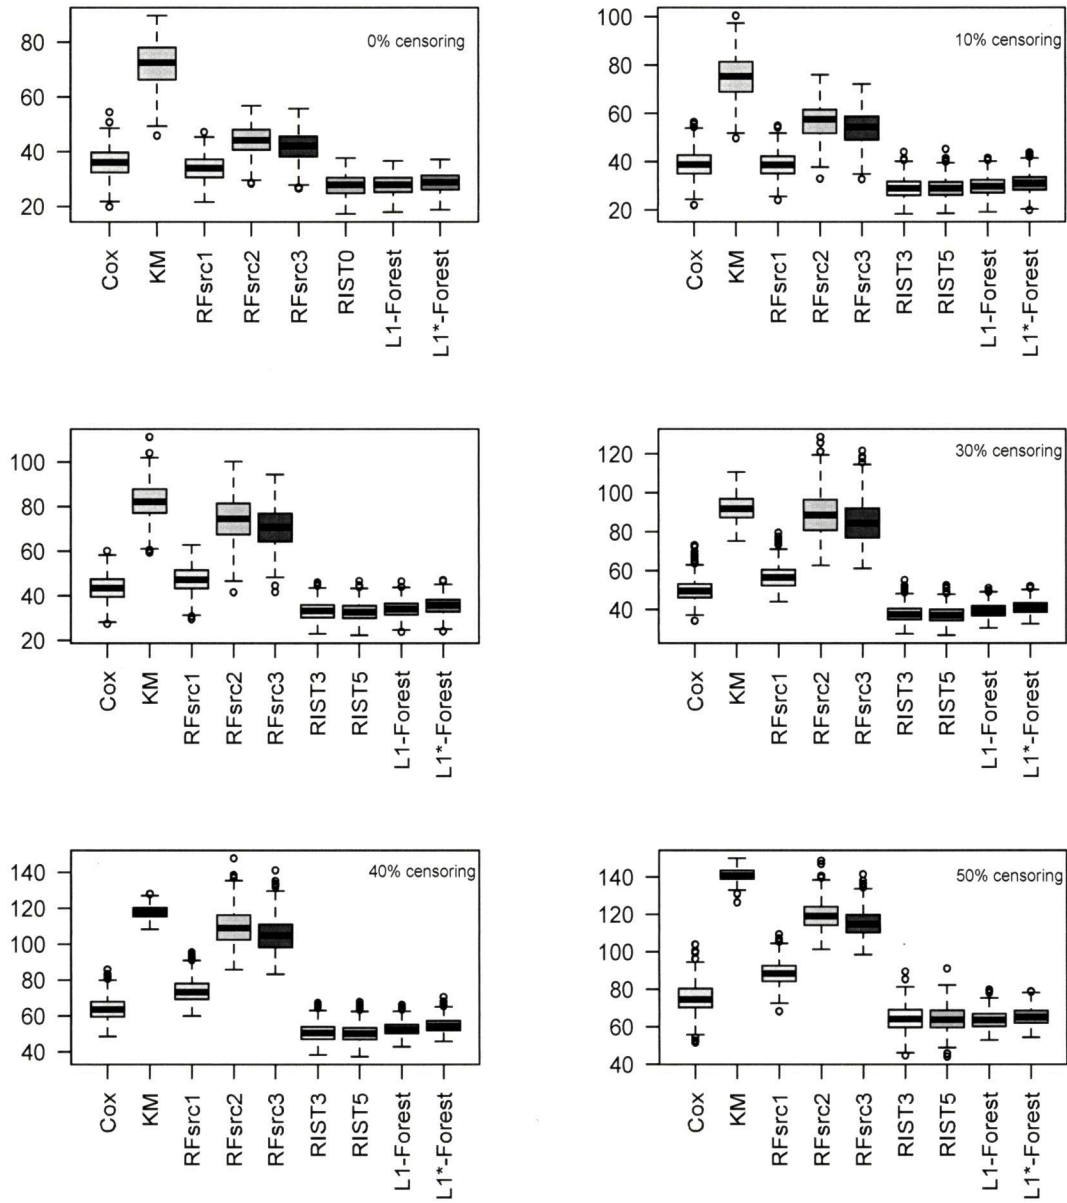 0% censoring
80
60
40
20
Cox
KM
RFsrc1
RFsrc2
RFsrc3
RIST0
L1-Forest
L1*-Forest
10% censoring
100
80
60
40
20
Cox
KM
RFsrc1
RFsrc2
RFsrc3
RIST3
RIST5
L1-Forest
L1*-Forest
100
80
60
40
20
Cox
KM
RFsrc1
RFsrc2
RFsrc3
RIST3
RIST5
L1-Forest
L1*-Forest
30% censoring
120
100
80
60
40
Cox
KM
RFsrc1
RFsrc2
RFsrc3
RIST3
RIST5
L1-Forest
L1*-Forest
40% censoring
140
120
100
80
60
40
Cox
KM
RFsrc1
RFsrc2
RFsrc3
RIST3
RIST5
L1-Forest
L1*-Forest
50% censoring
140
120
100
80
60
40
Cox
KM
RFsrc1
RFsrc2
RFsrc3
RIST3
RIST5
L1-Forest
L1*-Forest